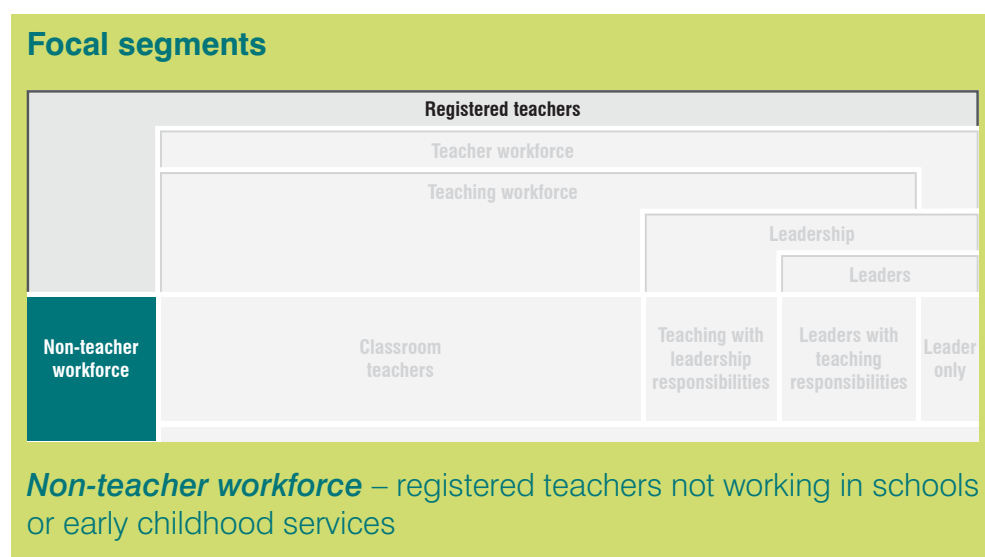 Focal segments
Registered teachers
Teacher workforce
Teaching workforce
Leadership
Leaders
Non-teacher
workforce
Classroom
teachers
Teaching with
leadership
responsibilities
Leaders with
teaching
responsibilities
Leader
only
Non-teacher workforce – registered teachers not working in schools
or early childhood services